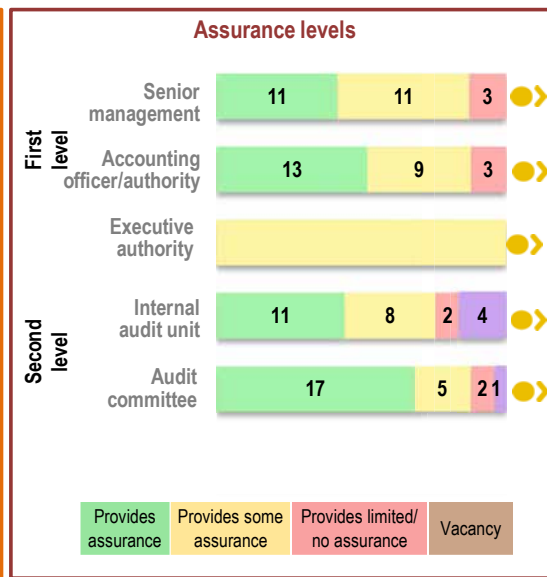 Assurance levels
First
level
Senior
management
11 11 3
Accounting
officer/authority
13 9 3
Executive
authority
Second
level
Internal
audit unit
11 8 2 4
Audit
committee
17 5 2 1
Provides
assurance
Provides some
assurance
Provides limited/
no assurance
Vacancy